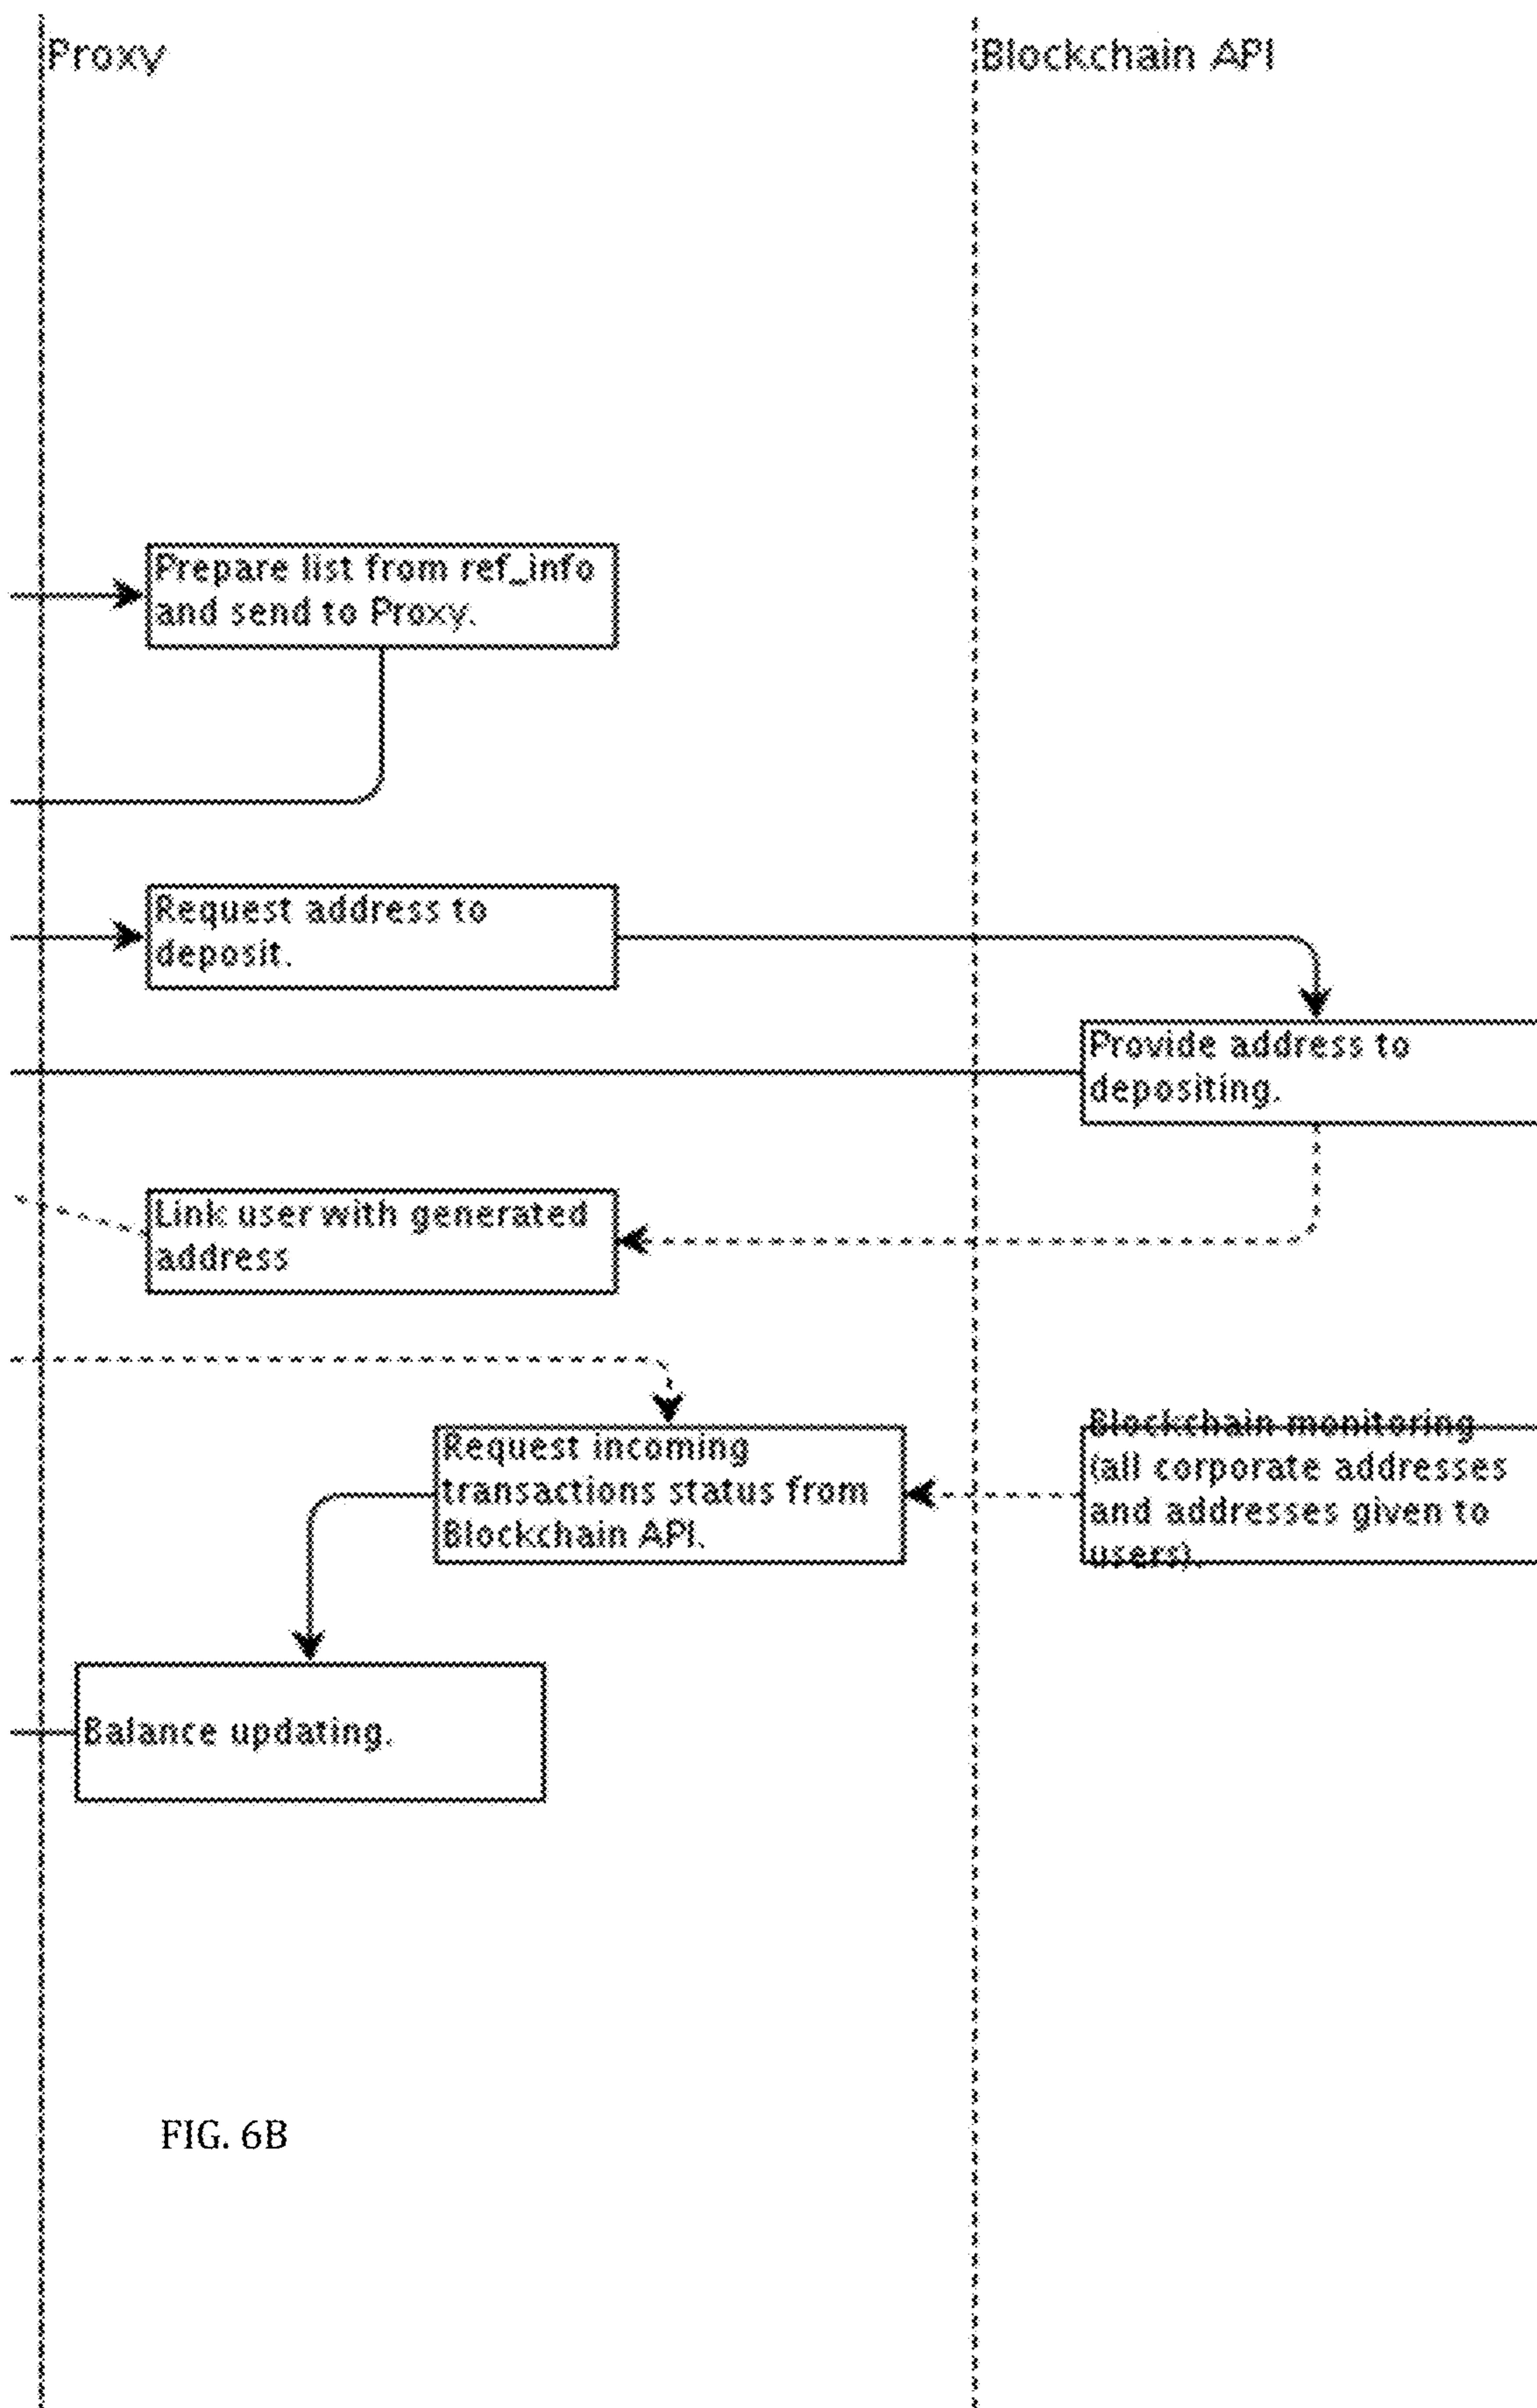 Proxy
Blockchain API
Prepare list from ref_info
and send to Proxy.
Request address to
deposit.
Provide address to
depositing.
Link user with generated
address
Request incoming
transactions status from
Blockchain API.
Blockchain monitoring
(all corporate addresses
and addresses given to
users).
Balance updating.
FIG. 6B